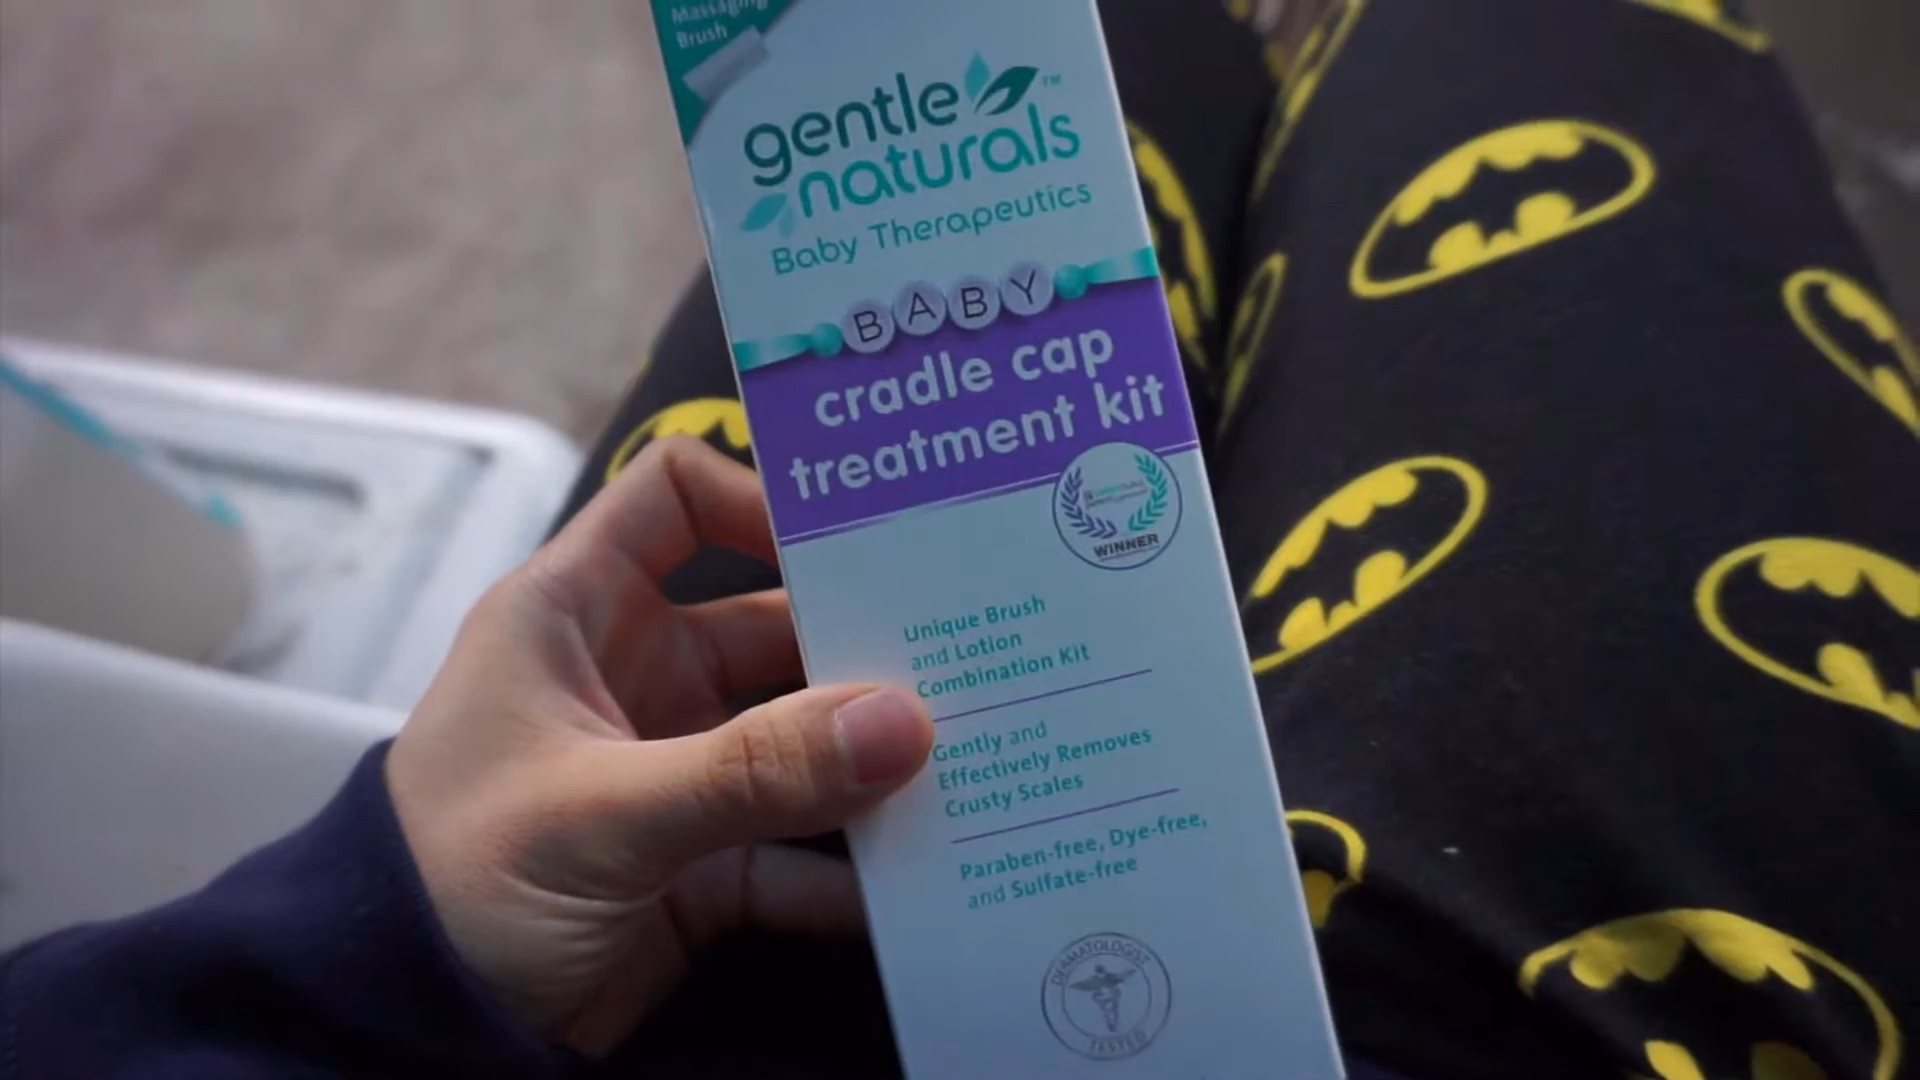 Massaging
Brush
gentle
naturals
TM
Baby Therapeutics
BABY
cradle cap
treatment kit
WINNER
Unique Brush
and Lotion
Combination Kit
Gently and
Effectively Removes
Crusty Scales
Paraben-free, Dye-free,
and Sulfate-free
DERMATOLOGIST
TESTED